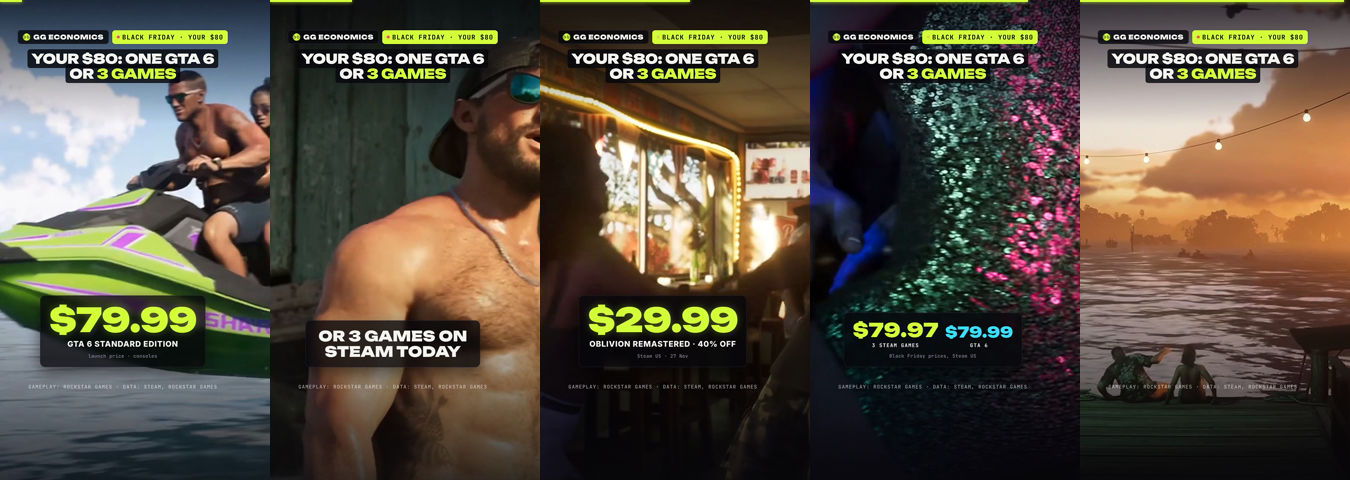 GG ECONOMICS
BLACK FRIDAY · YOUR $80
YOUR $80: ONE GTA 6
OR 3 GAMES
$79.99
GTA 6 STANDARD EDITION
launch price · consoles
GAMEPLAY: ROCKSTAR GAMES · DATA: STEAM, ROCKSTAR GAMES
GG ECONOMICS
BLACK FRIDAY · YOUR $80
YOUR $80: ONE GTA 6
OR 3 GAMES
OR 3 GAMES ON
STEAM TODAY
GAMEPLAY: ROCKSTAR GAMES · DATA: STEAM, ROCKSTAR GAMES
GG ECONOMICS
BLACK FRIDAY · YOUR $80
YOUR $80: ONE GTA 6
OR 3 GAMES
$29.99
OBLIVION REMASTERED · 40% OFF
Steam US · 27 Nov
GAMEPLAY: ROCKSTAR GAMES · DATA: STEAM, ROCKSTAR GAMES
GG ECONOMICS
BLACK FRIDAY · YOUR $80
YOUR $80: ONE GTA 6
OR 3 GAMES
$79.97 $79.99
3 STEAM GAMES GTA 6
Black Friday prices, Steam US
GAMEPLAY: ROCKSTAR GAMES · DATA: STEAM, ROCKSTAR GAMES
GG ECONOMICS
BLACK FRIDAY · YOUR $80
YOUR $80: ONE GTA 6
OR 3 GAMES
GAMEPLAY: ROCKSTAR GAMES · DATA: STEAM, ROCKSTAR GAMES